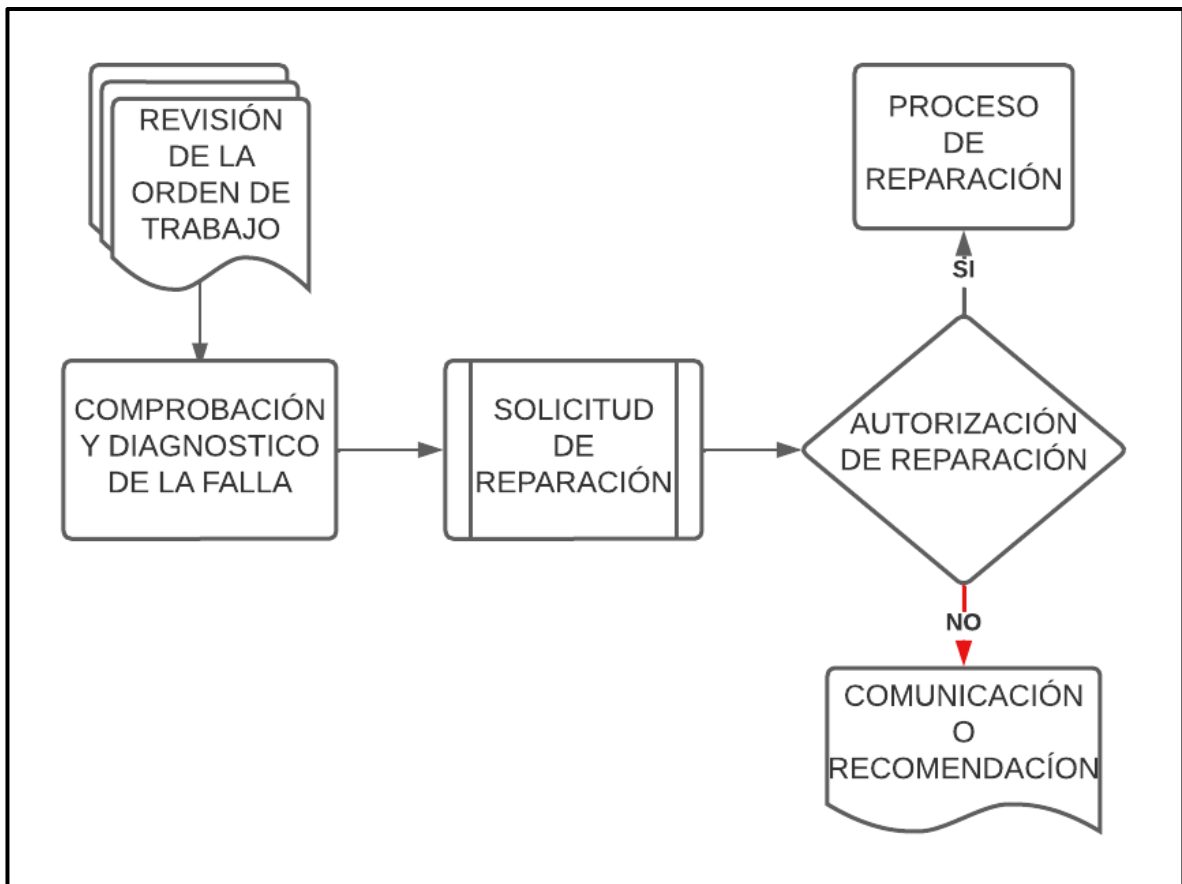 REVISIÓN
DE LA
ORDEN DE
TRABAJO
COMPROBACIÓN
Y DIAGNOSTICO
DE LA FALLA
SOLICITUD
DE
REPARACIÓN
AUTORIZACIÓN
DE REPARACIÓN
SI
PROCESO
DE
REPARACIÓN
NO
COMUNICACIÓN
O
RECOMENDACÍON